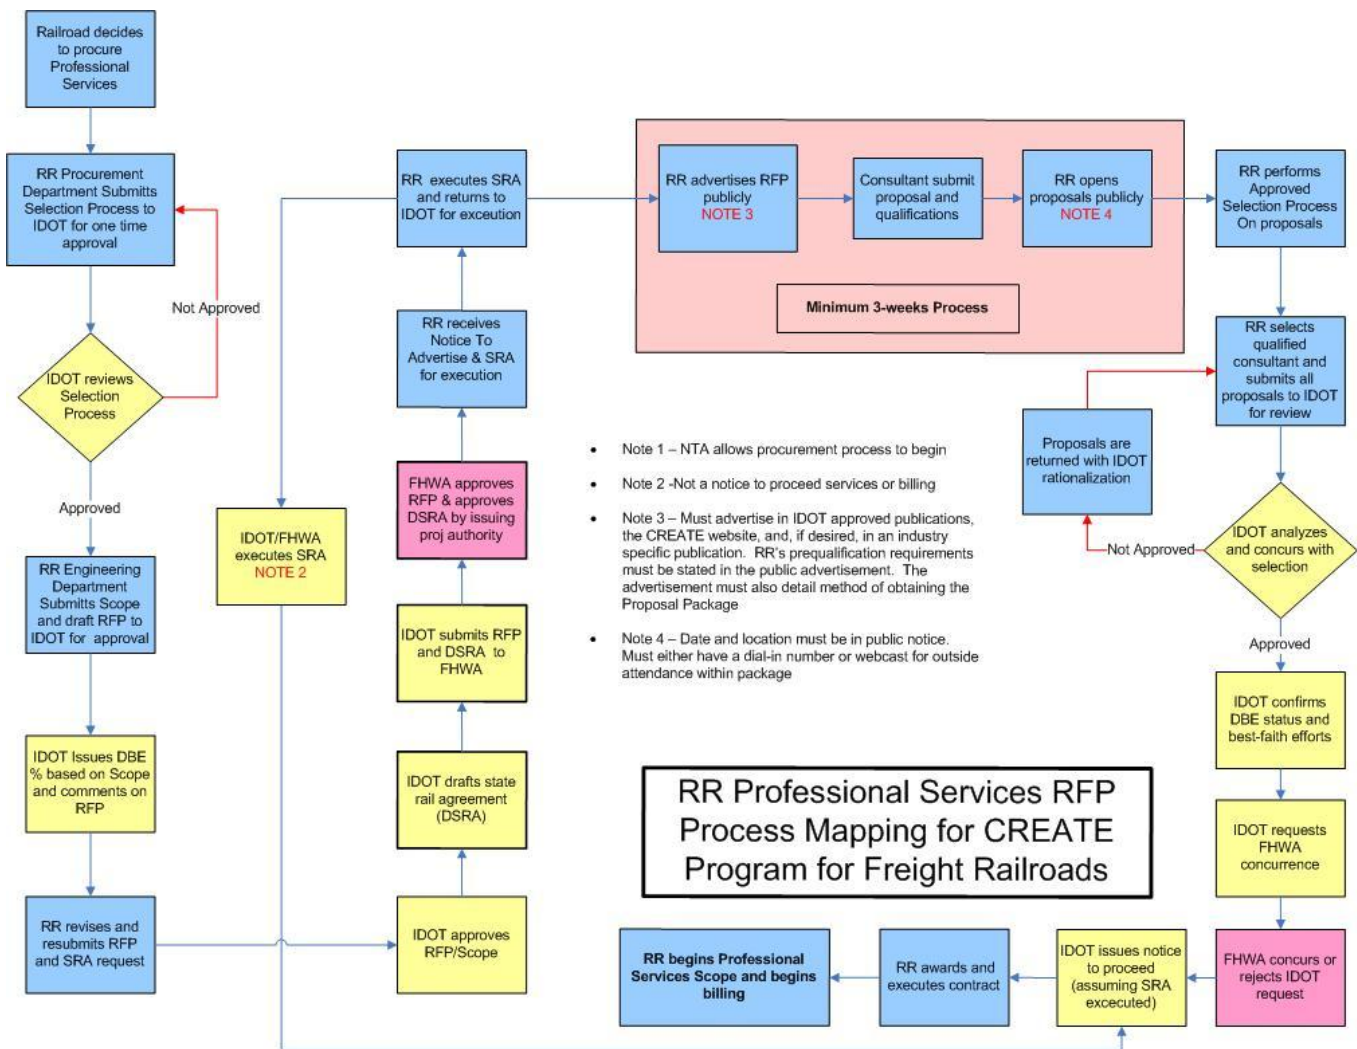 Railroad decides
to procure
Professional
Services
RR Procurement
Department Submitts
Selection Process to
IDOT for one time
approval
Not Approved
IDOT reviews
Selection
Process
Approved
RR Engineering
Department
Submitts Scope
and draft RFP to
IDOT for approval
IDOT Issues DBE
% based on Scope
and comments on
RFP
RR revises and
resubmits RFP
and SRA request
IDOT approves
RFP/Scope
IDOT drafts state
rail agreement
(DSRA)
IDOT submits RFP
and DSRA to
FHWA
FHWA approves
RFP & approves
DSRA by issuing
proj authority
RR receives
Notice To
Advertise & SRA
for execution
RR executes SRA
and returns to
IDOT for excecution
IDOT/FHWA
executes SRA
NOTE 2
RR advertises RFP
publicly
NOTE 3
Consultant submit
proposal and
qualifications
RR opens
proposals publicly
NOTE 4
Minimum 3-weeks Process
RR performs
Approved
Selection Process
On proposals
RR selects
qualified
consultant and
submits all
proposals to IDOT
for review
Proposals are
returned with IDOT
rationalization
Not Approved
IDOT analyzes
and concurs with
selection
Approved
IDOT confirms
DBE status and
best-faith efforts
IDOT requests
FHWA
concurrence
FHWA concurs or
rejects IDOT
request
IDOT issues notice
to proceed
(assuming SRA
excecuted)
RR awards and
executes contract
RR begins Professional
Services Scope and begins
billing
• Note 1 – NTA allows procurement process to begin
• Note 2 -Not a notice to proceed services or billing
• Note 3 – Must advertise in IDOT approved publications,
the CREATE website, and, if desired, in an industry
specific publication. RR's prequalification requirements
must be stated in the public advertisement. The
advertisement must also detail method of obtaining the
Proposal Package
• Note 4 – Date and location must be in public notice.
Must either have a dial-in number or webcast for outside
attendance within package
RR Professional Services RFP
Process Mapping for CREATE
Program for Freight Railroads